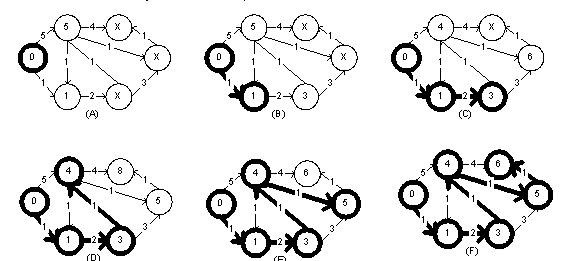 5 4 X 5 4 X 4 4 X
5 1 5 1 5 1
0 1 X 0 1 X 0 1 6
1 1 1 1 1 1
1 3 1 3 1 3
1 2 X 1 2 3 1 2 3
(A) (B) (C)
4 4 8 4 4 6 4 4 6
5 1 5 1 5 1
0 1 5 0 1 5 0 1 5
1 1 1 1 1 1
1 3 1 3 1 3
1 2 3 1 2 3 1 2 3
(D) (E) (F)